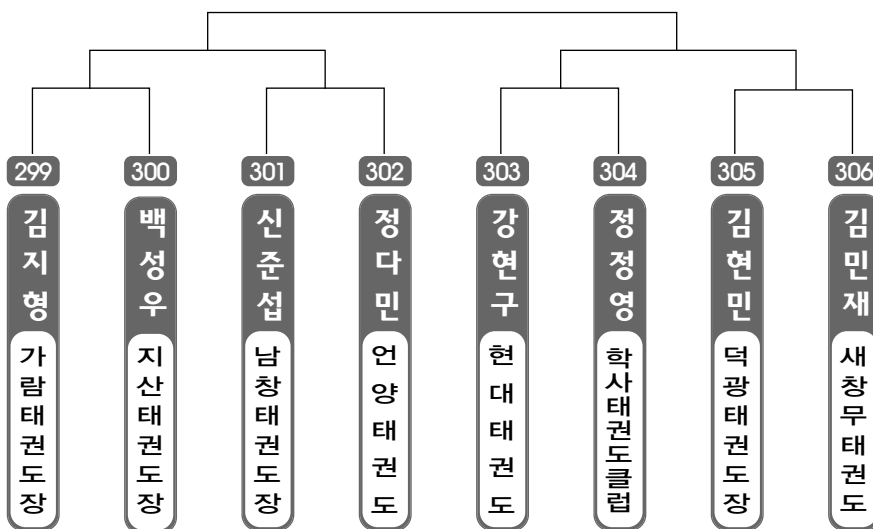 299
김지형
가람태권도장
300
백성우
지산태권도장
301
신준섭
남창태권도장
302
정다민
언양태권도
303
강현구
현대태권도
304
정정영
학사태권도클럽
305
김현민
덕광태권도장
306
김민재
새창무태권도